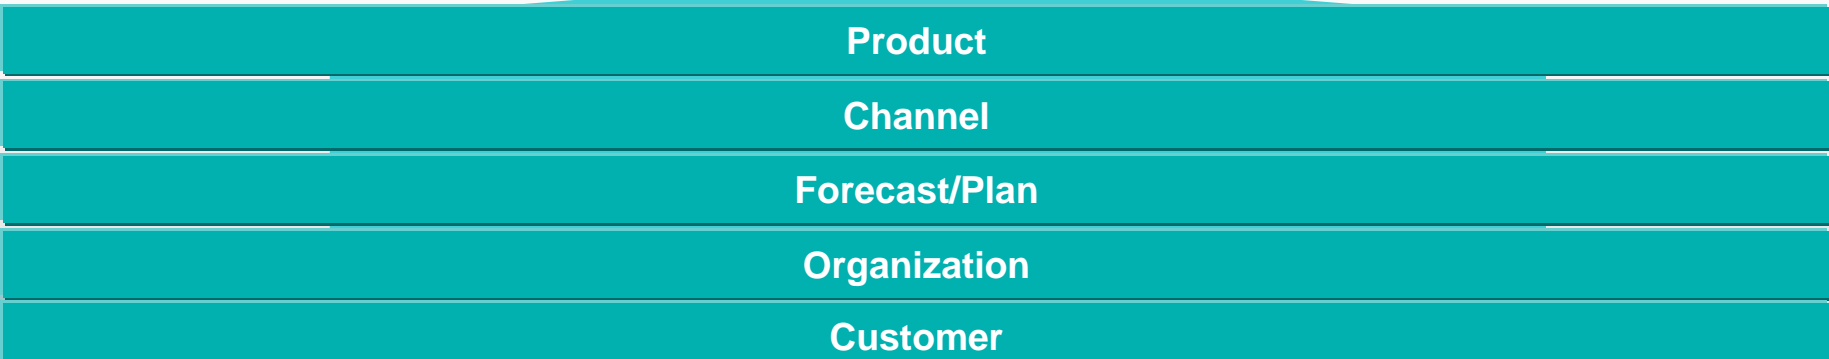 Product
Channel
Forecast/Plan
Organization
Customer